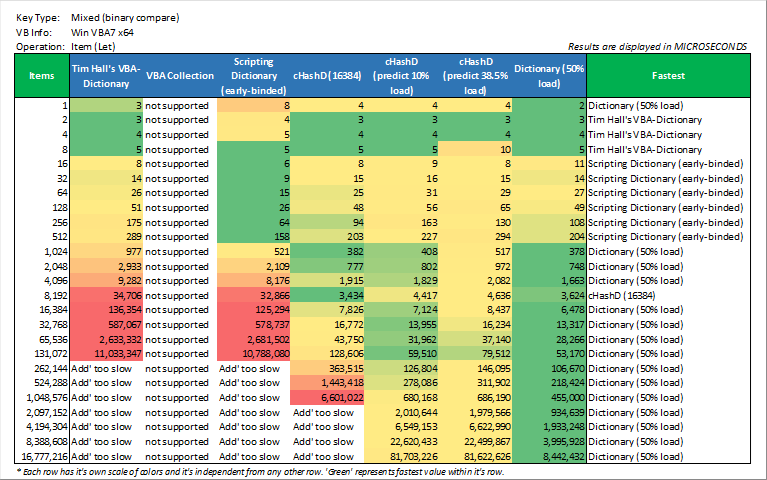 Key Type: Mixed (binary compare)
VB Info: Win VBA7 x64
Operation: Item (Let)
Results are displayed in MICROSECONDS
Items Tim Hall's VBA-Dictionary VBA Collection Scripting Dictionary (early-binded) cHashD (16384) cHashD (predict 10% load) cHashD (predict 38.5% load) Dictionary (50% load) Fastest
1 3 not supported 8 4 4 4 2 Dictionary (50% load)
2 3 not supported 4 3 3 3 3 Tim Hall's VBA-Dictionary
4 4 not supported 5 4 4 4 4 Tim Hall's VBA-Dictionary
8 5 not supported 5 5 5 10 5 Tim Hall's VBA-Dictionary
16 8 not supported 6 8 9 8 11 Scripting Dictionary (early-binded)
32 14 not supported 9 15 16 15 14 Scripting Dictionary (early-binded)
64 26 not supported 15 25 31 29 27 Scripting Dictionary (early-binded)
128 51 not supported 26 48 56 65 49 Scripting Dictionary (early-binded)
256 175 not supported 64 94 163 130 108 Scripting Dictionary (early-binded)
512 289 not supported 158 203 227 294 204 Scripting Dictionary (early-binded)
1,024 977 not supported 521 382 408 517 378 Dictionary (50% load)
2,048 2,933 not supported 2,109 777 802 972 748 Dictionary (50% load)
4,096 9,282 not supported 8,176 1,915 1,829 2,082 1,663 Dictionary (50% load)
8,192 34,706 not supported 32,866 3,434 4,417 4,636 3,624 cHashD (16384)
16,384 136,354 not supported 125,294 7,826 7,124 8,437 6,478 Dictionary (50% load)
32,768 587,067 not supported 578,737 16,772 13,955 16,234 13,317 Dictionary (50% load)
65,536 2,633,332 not supported 2,681,502 43,750 31,962 37,140 28,266 Dictionary (50% load)
131,072 11,033,347 not supported 10,788,080 128,606 59,510 79,512 53,170 Dictionary (50% load)
262,144 Add' too slow not supported Add' too slow 363,515 126,804 146,095 106,670 Dictionary (50% load)
524,288 Add' too slow not supported Add' too slow 1,443,418 278,086 311,902 218,424 Dictionary (50% load)
1,048,576 Add' too slow not supported Add' too slow 6,601,022 680,168 686,190 455,000 Dictionary (50% load)
2,097,152 Add' too slow not supported Add' too slow Add' too slow 2,010,644 1,979,566 934,639 Dictionary (50% load)
4,194,304 Add' too slow not supported Add' too slow Add' too slow 6,549,153 6,622,990 1,933,248 Dictionary (50% load)
8,388,608 Add' too slow not supported Add' too slow Add' too slow 22,620,433 22,499,867 3,995,928 Dictionary (50% load)
16,777,216 Add' too slow not supported Add' too slow Add' too slow 81,703,226 81,622,626 8,442,432 Dictionary (50% load)
* Each row has it's own scale of colors and it's independent from any other row. 'Green' represents fastest value within it's row.